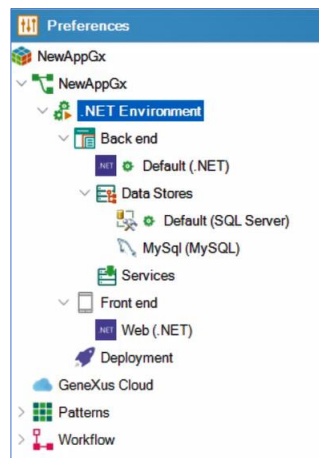 Preferences
NewAppGx
NewAppGx
.NET Environment
Back end
NET Default (.NET)
Data Stores
Default (SQL Server)
MySql (MySQL)
Services
Front end
NET Web (.NET)
Deployment
GeneXus Cloud
Patterns
Workflow